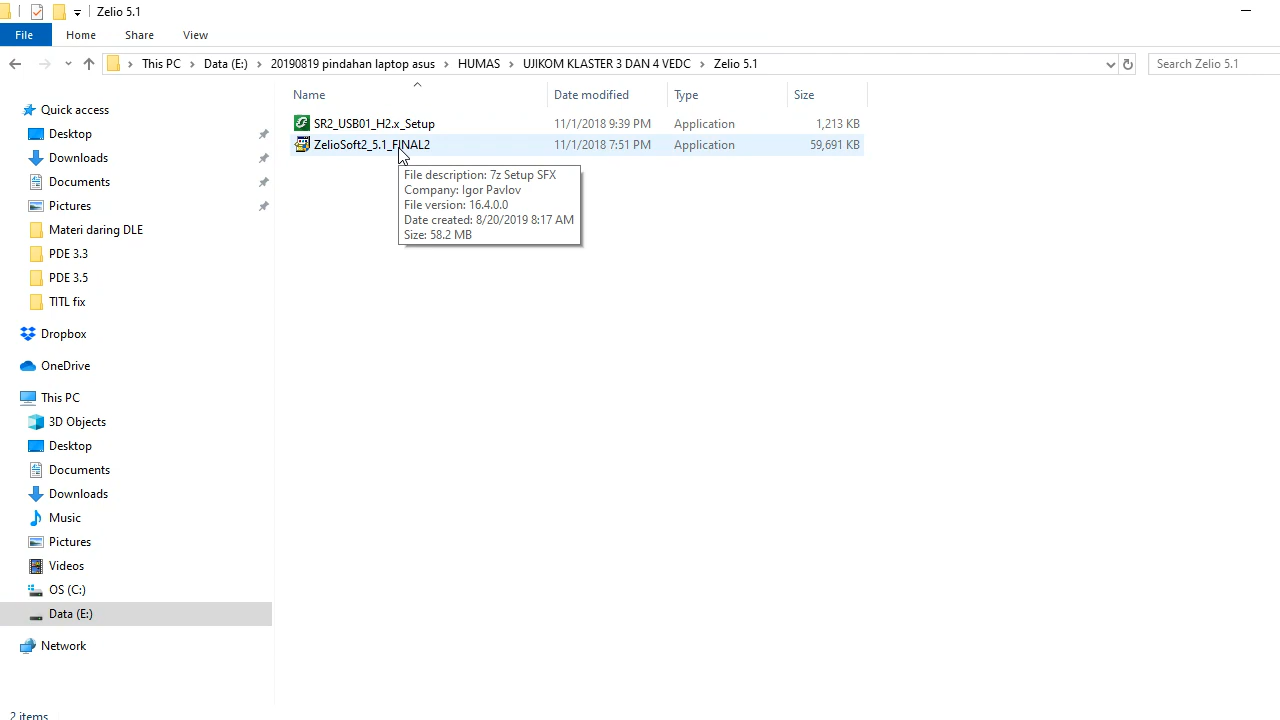 Zelio 5.1
File Home Share View
This PC Data (E:) 20190819 pindahan laptop asus HUMAS UJIKOM KLASTER 3 DAN 4 VEDC Zelio 5.1 Search Zelio 5.1
Name Date modified Type Size
SR2_USB01_H2.x_Setup 11/1/2018 9:39 PM Application 1,213 KB
ZelioSoft2_5.1_FINAL2 11/1/2018 7:51 PM Application 59,691 KB
File description: 7z Setup SFX
Company: Igor Pavlov
File version: 16.4.0.0
Date created: 8/20/2019 8:17 AM
Size: 58.2 MB
Quick access
Desktop
Downloads
Documents
Pictures
Materi daring DLE
PDE 3.3
PDE 3.5
TITL fix
Dropbox
OneDrive
This PC
3D Objects
Desktop
Documents
Downloads
Music
Pictures
Videos
OS (C:)
Data (E:)
Network
2 items